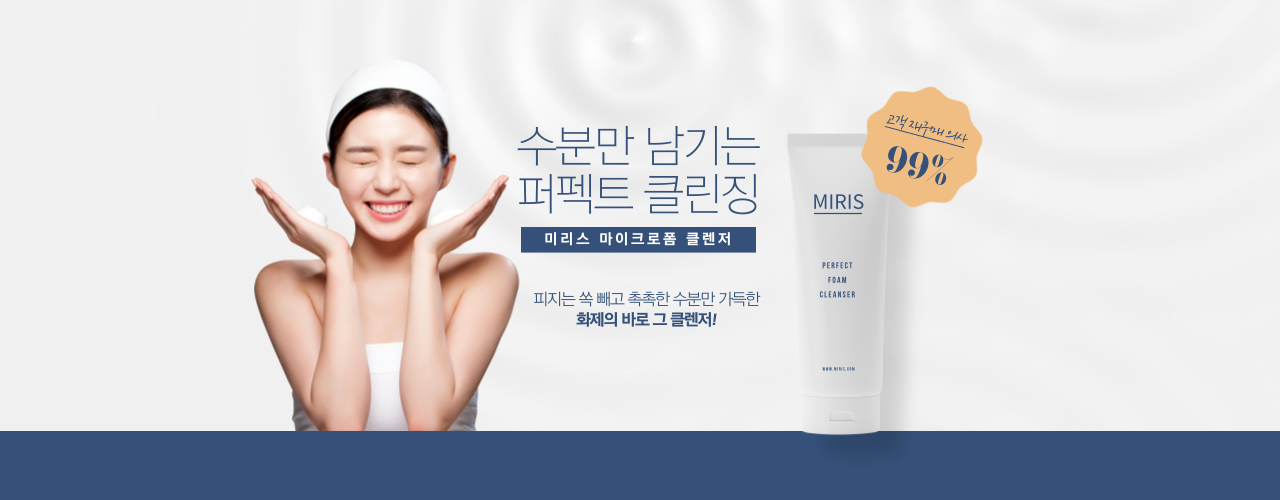 수분만 남기는
퍼펙트 클린징
미리스 마이크로폼 클렌저
피지는 쏙 빼고 촉촉한 수분만 가득한
화제의 바로 그 클렌저!
고객 재구매 의사
99%
MIRIS
PERFECT
FOAM
CLEANSER
WWW.MIRIS.COM